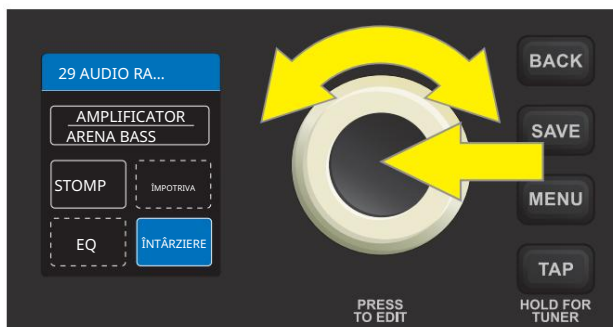 29 AUDIO RA...
AMPLIFICATOR
ARENA BASS
STOMP
ÎMPOTRIVA
EQ
ÎNTÂRZIERE
BACK
SAVE
MENU
TAP
PRESS
TO EDIT
HOLD FOR
TUNER